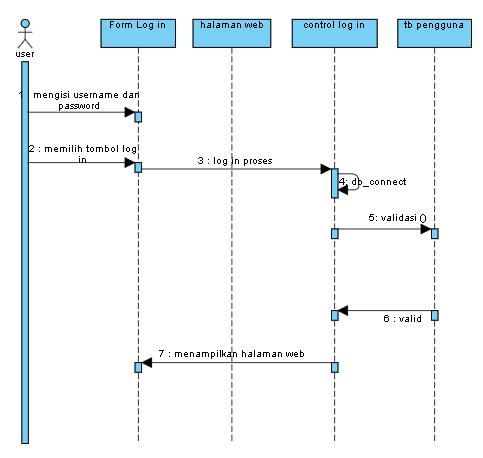 Form Log in
halaman web
control log in
tb pengguna
user
1 mengisi username dan
password
2 : memilih tombol log
in
3 : log in proses
4: db_connect
5: validasi ()
6 : valid
7 : menampilkan halaman web